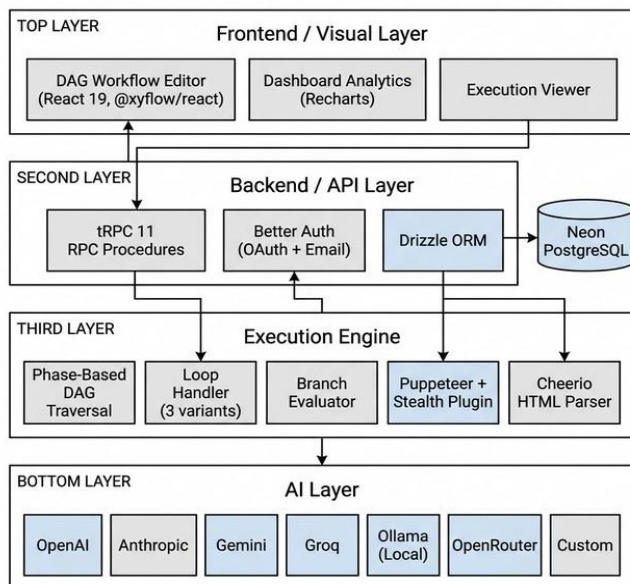 TOP LAYER
Frontend / Visual Layer
DAG Workflow Editor
(React 19, @xyflow/react)
Dashboard Analytics
(Recharts)
Execution Viewer
SECOND LAYER
Backend / API Layer
tRPC 11
RPC Procedures
Better Auth
(OAuth + Email)
Drizzle ORM
Neon
PostgreSQL
THIRD LAYER
Execution Engine
Phase-Based
DAG
Traversal
Loop
Handler
(3 variants)
Branch
Evaluator
Puppeteer +
Stealth Plugin
Cheerio
HTML Parser
BOTTOM LAYER
AI Layer
OpenAI
Anthropic
Gemini
Groq
Ollama
(Local)
OpenRouter
Custom